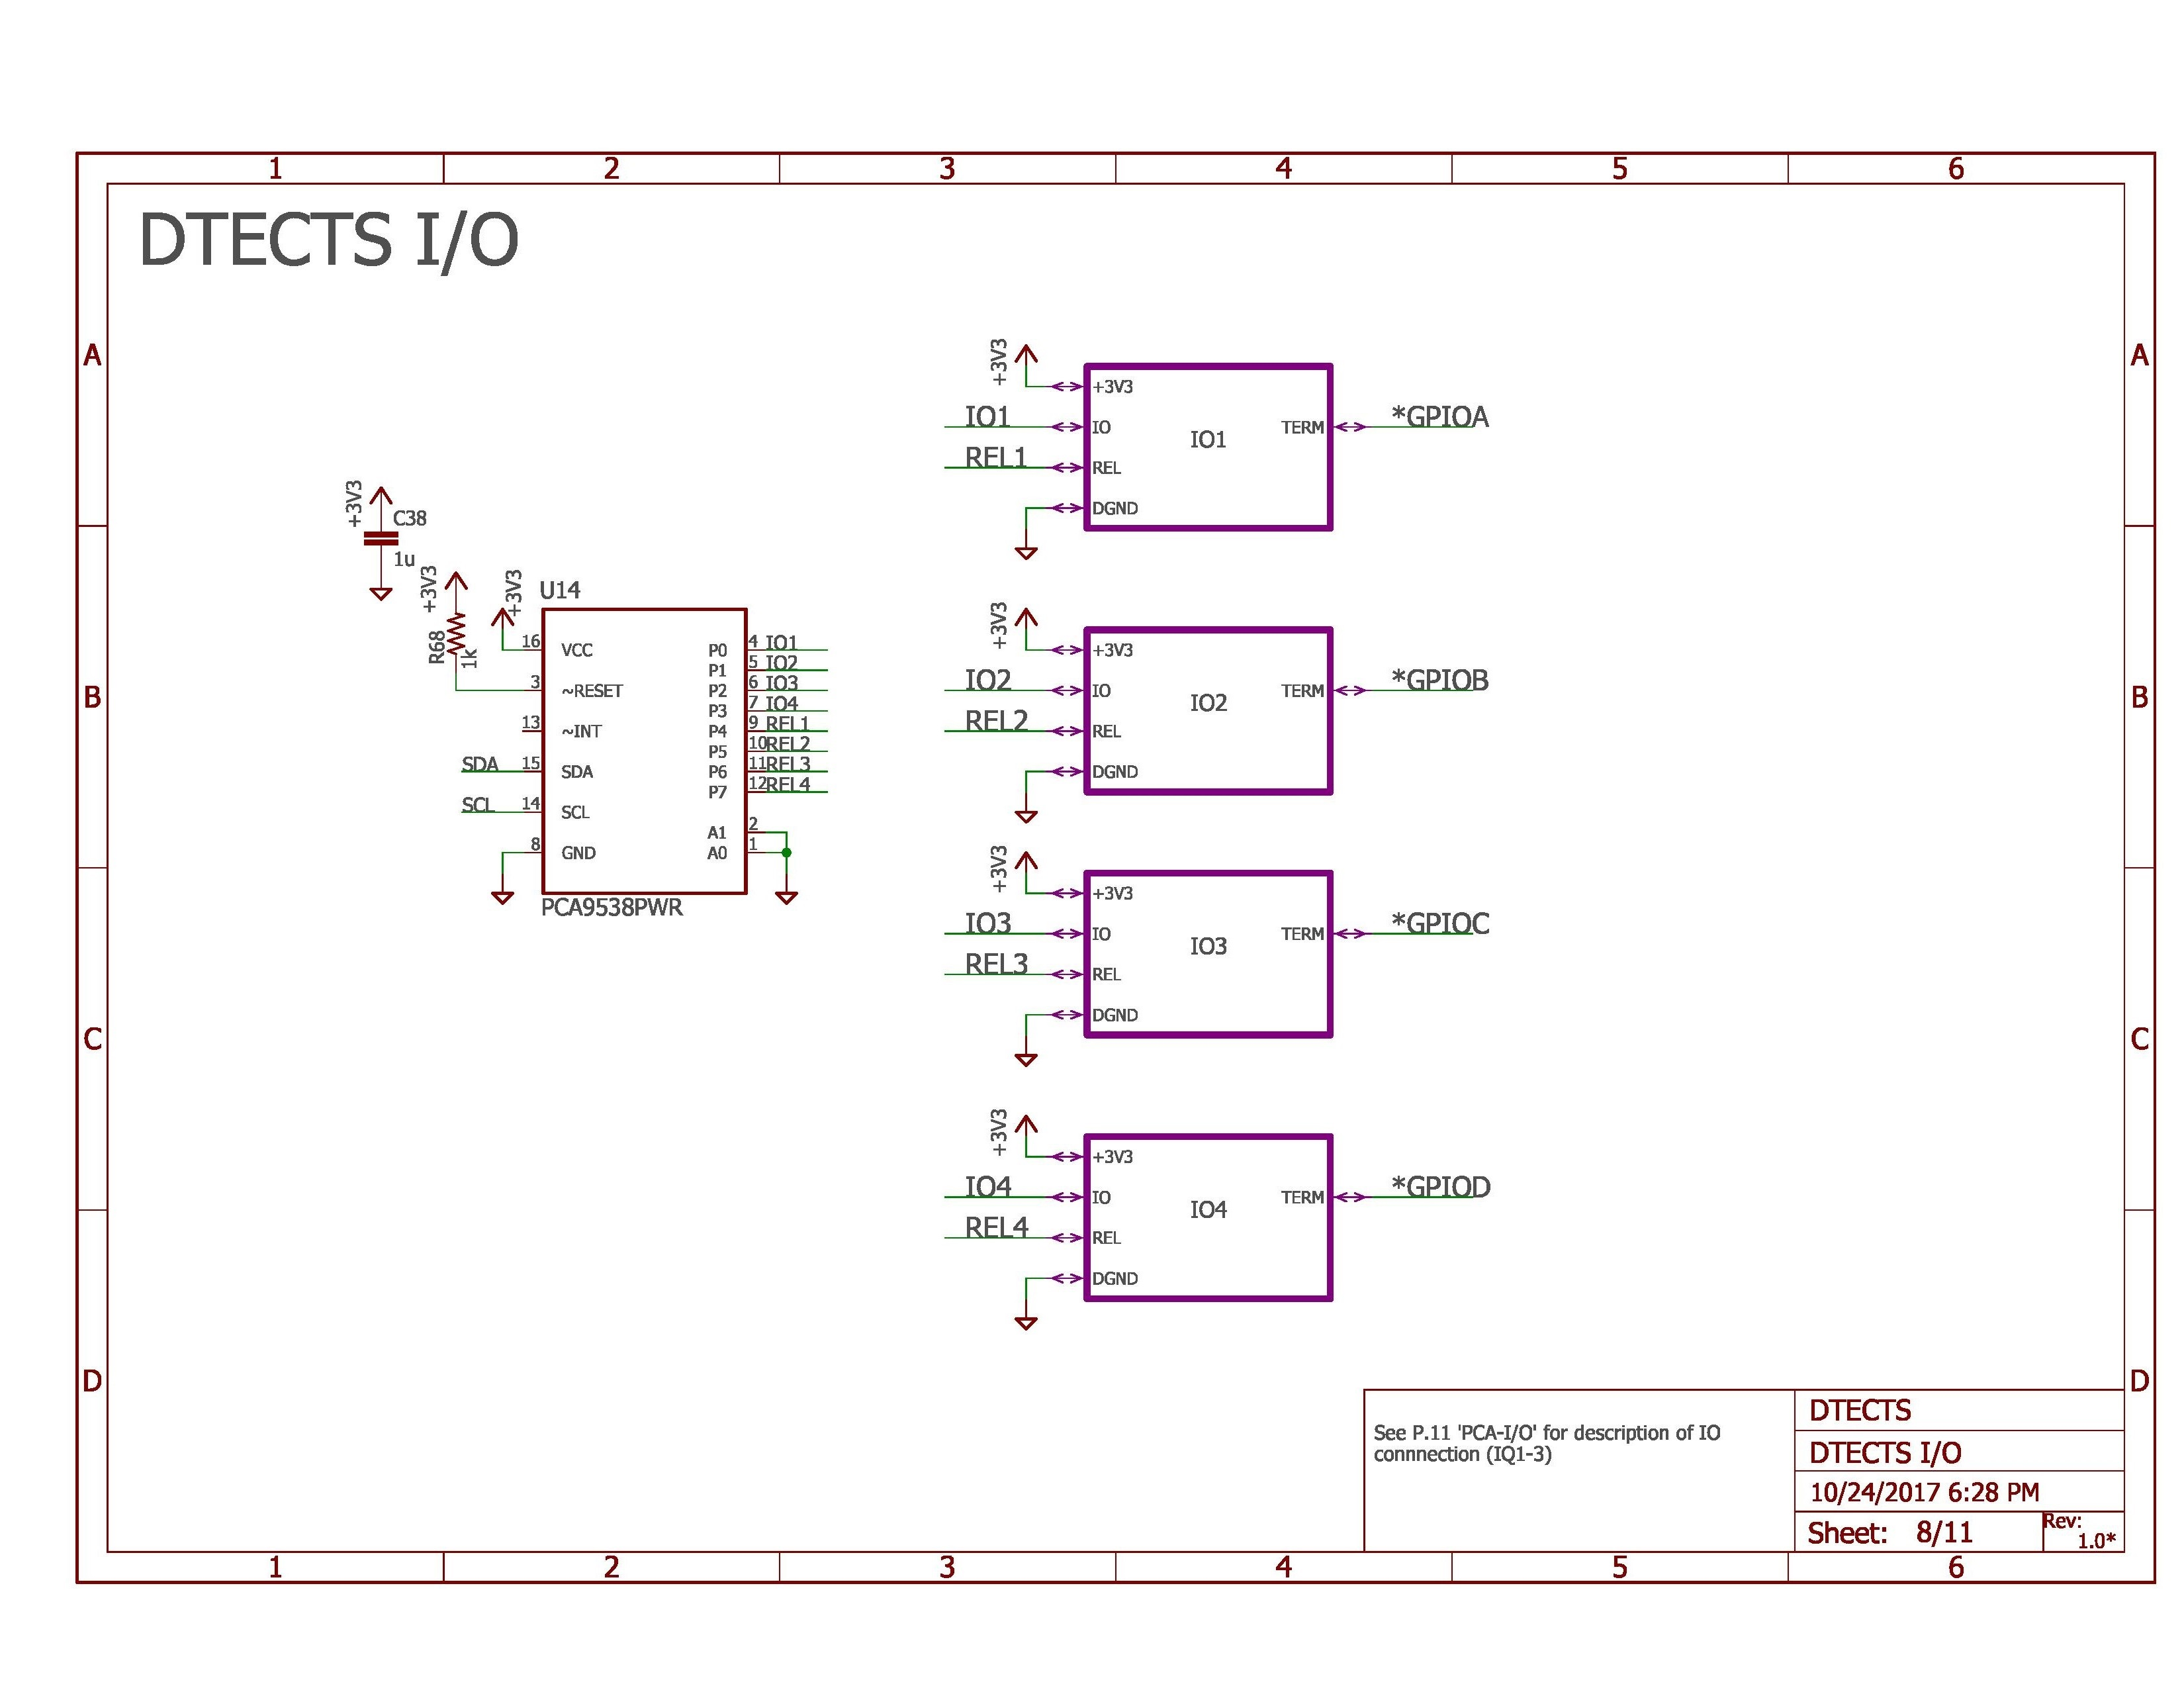 1 2 3 4 5 6
DTECTS I/O
A A
B B
C C
D D
+3V3
C38
1u
+3V3
R68
1k
+3V3
U14
16 VCC
3 ~RESET
13 ~INT
SDA 15 SDA
SCL 14 SCL
8 GND
P0 4 IO1
P1 5 IO2
P2 6 IO3
P3 7 IO4
P4 9 REL1
P5 10 REL2
P6 11 REL3
P7 12 REL4
A1 2
A0 1
PCA9538PWR
+3V3
+3V3
IO1 IO IO1 TERM *GPIOA
REL1 REL
DGND
+3V3
+3V3
IO2 IO IO2 TERM *GPIOB
REL2 REL
DGND
+3V3
+3V3
IO3 IO IO3 TERM *GPIOC
REL3 REL
DGND
+3V3
+3V3
IO4 IO IO4 TERM *GPIOD
REL4 REL
DGND
See P.11 'PCA-I/O' for description of IO
connnection (IQ1-3)
DTECTS
DTECTS I/O
10/24/2017 6:28 PM
Sheet: 8/11
Rev:
1.0*
1 2 3 4 5 6